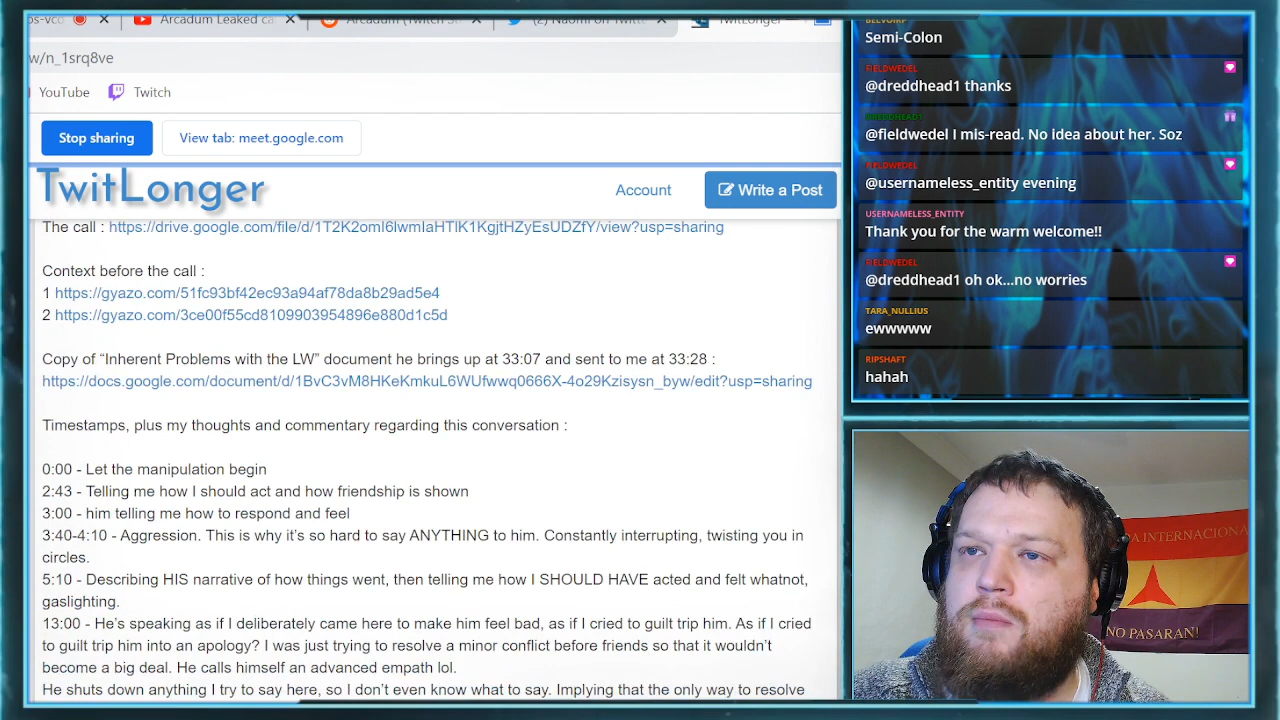 Arcadum Leaked ca
Arcadum (Twitch S
(2) Naomi on Twitte
TwitLonger
w/n_1srq8ve
YouTube
Twitch
Stop sharing
View tab: meet.google.com
TwitLonger
Account
Write a Post
The call : https://drive.google.com/file/d/1T2K2omI6lwmIaHTlK1KgjtHZyEsUDZfY/view?usp=sharing
Context before the call :
1 https://gyazo.com/51fc93bf42ec93a94af78da8b29ad5e4
2 https://gyazo.com/3ce00f55cd8109903954896e880d1c5d
Copy of “Inherent Problems with the LW” document he brings up at 33:07 and sent to me at 33:28 :
https://docs.google.com/document/d/1BvC3vM8HKeKmkuL6WUfwwq0666X-4o29Kzisysn_byw/edit?usp=sharing
Timestamps, plus my thoughts and commentary regarding this conversation :
0:00 - Let the manipulation begin
2:43 - Telling me how I should act and how friendship is shown
3:00 - him telling me how to respond and feel
3:40-4:10 - Aggression. This is why it’s so hard to say ANYTHING to him. Constantly interrupting, twisting you in
circles.
5:10 - Describing HIS narrative of how things went, then telling me how I SHOULD HAVE acted and felt whatnot,
gaslighting.
13:00 - He’s speaking as if I deliberately came here to make him feel bad, as if I cried to guilt trip him. As if I cried
to guilt trip him into an apology? I was just trying to resolve a minor conflict before friends so that it wouldn’t
become a big deal. He calls himself an advanced empath lol.
He shuts down anything I try to say here, so I don’t even know what to say. Implying that the only way to resolve
Semi-Colon
FIELDWEDEL
@dreddhead1 thanks
DREDDHEAD1
@fieldwedel I mis-read. No idea about her. Soz
FIELDWEDEL
@usernameless_entity evening
USERNAMELESS_ENTITY
Thank you for the warm welcome!!
FIELDWEDEL
@dreddhead1 oh ok...no worries
TARA_NULLIUS
ewwwww
RIPSHAFT
hahah
DA INTERNACIONA
NO PASARAN!